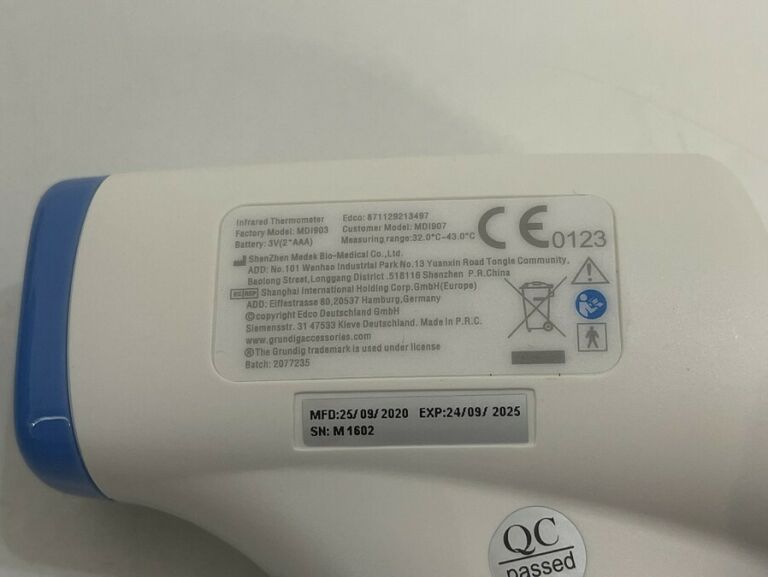 Infrared Thermometer Edco: 871129213497
Factory Model: MDI903 Customer Model: MDI907
Battery: 3V(2*AAA) Measuring range:32.0°C~43.0°C
CE 0123
ShenZhen Medek Bio-Medical Co.,Ltd.
ADD: No.101 Wanhao Industrial Park No.13 Yuanxin Road Tongle Community,
Baolong Street,Longgang District .518116 Shenzhen P.R.China
EC REP Shanghai International Holding Corp.GmbH(Europe)
ADD: Eiffestrasse 80,20537 Hamburg,Germany
©copyright Edco Deutschland GmbH
Siemensstr. 31 47533 Kleve Deutschland. Made in P.R.C.
www.grundigaccessories.com
®The Grundig trademark is used under license
Batch: 2077235
MFD:25/09/2020 EXP:24/09/ 2025
SN: M1602
QC
passed